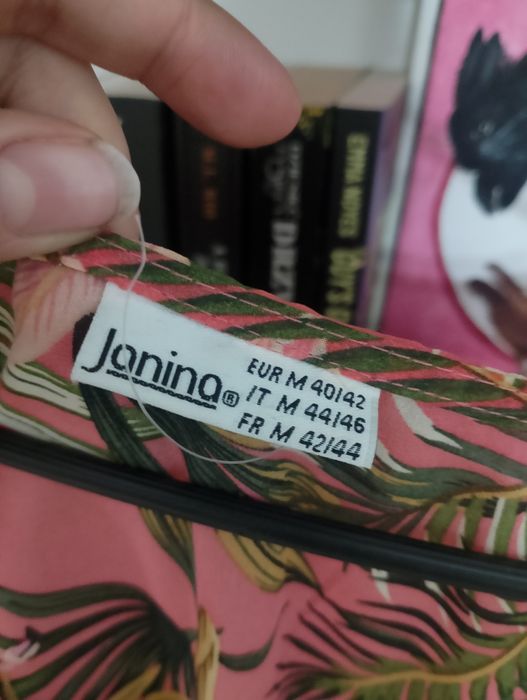 Janina®
EUR M 40/42
IT M 44/46
FR M 42/44